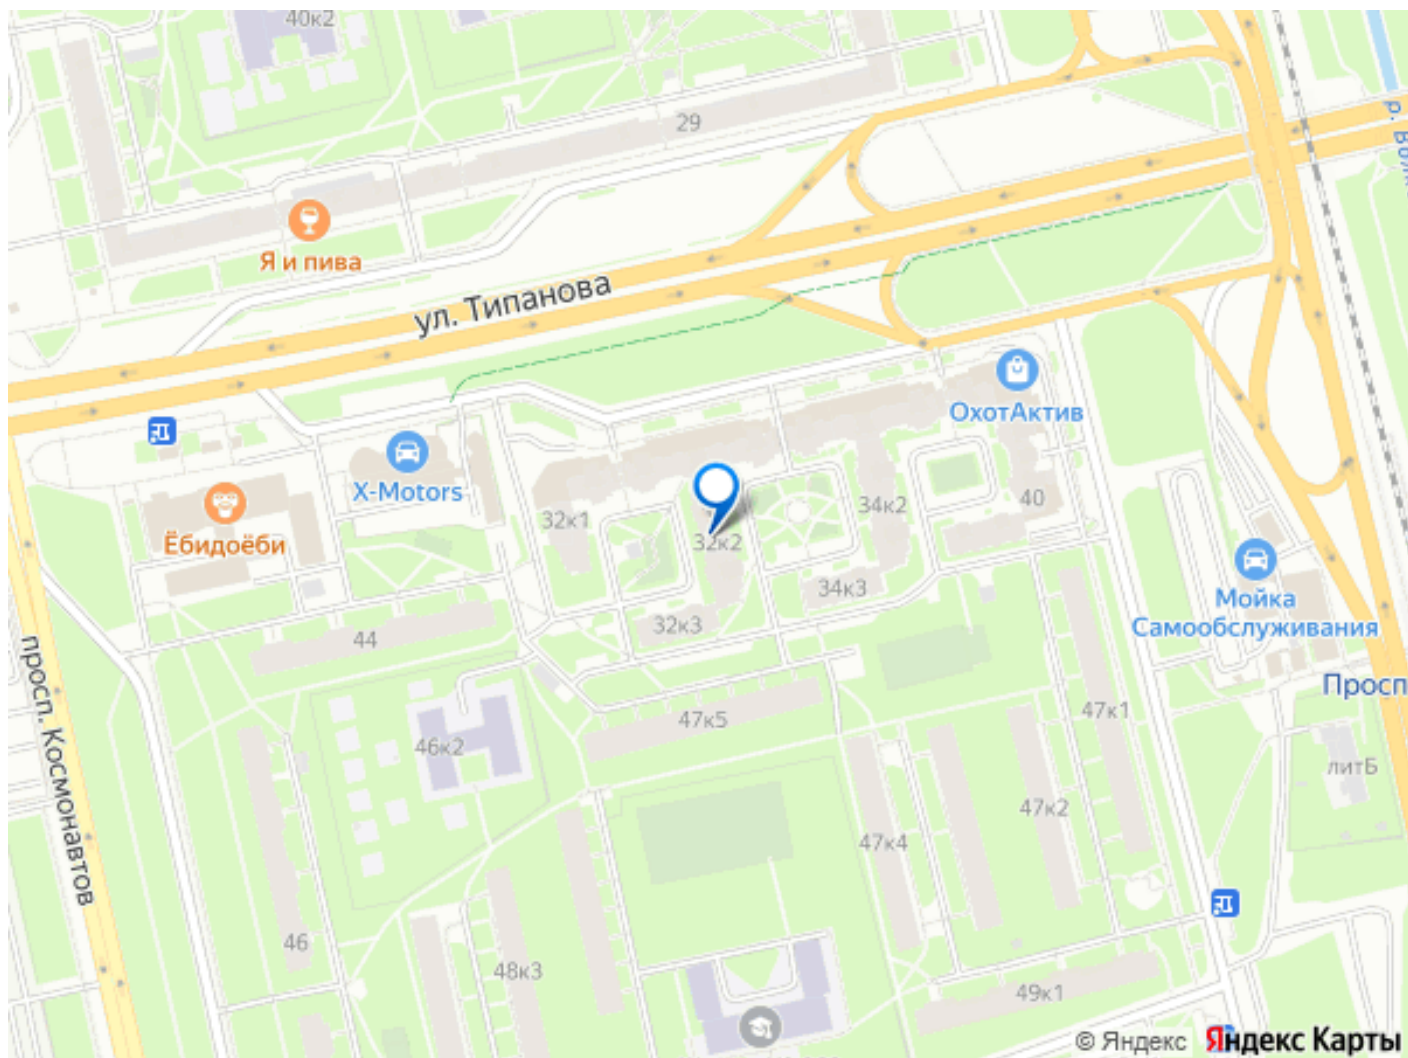 40к2
29
р. Волк
Я и пива
ул. Типанова
ОхотАктив
X-Motors
Ёбидоёби
32к1
34к2
40
32к2
34к3
Мойка
Самообслуживания
32к3
44
просп. Космонавтов
Просп
47к5
47к1
46к2
литБ
47к2
47к4
46
48к3
49к1
© Яндекс Яндекс Карты